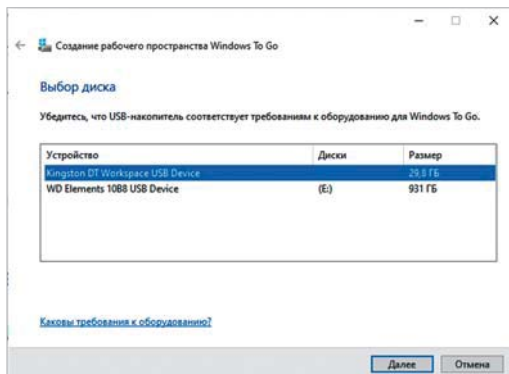 Создание рабочего пространства Windows To Go
Выбор диска
Убедитесь, что USB-накопитель соответствует требованиям к оборудованию для Windows To Go.
Устройство Диски Размер
Kingston DT Workspace USB Device 29,8 ГБ
WD Elements 10B8 USB Device (E:) 931 ГБ
Каковы требования к оборудованию?
Далее Отмена